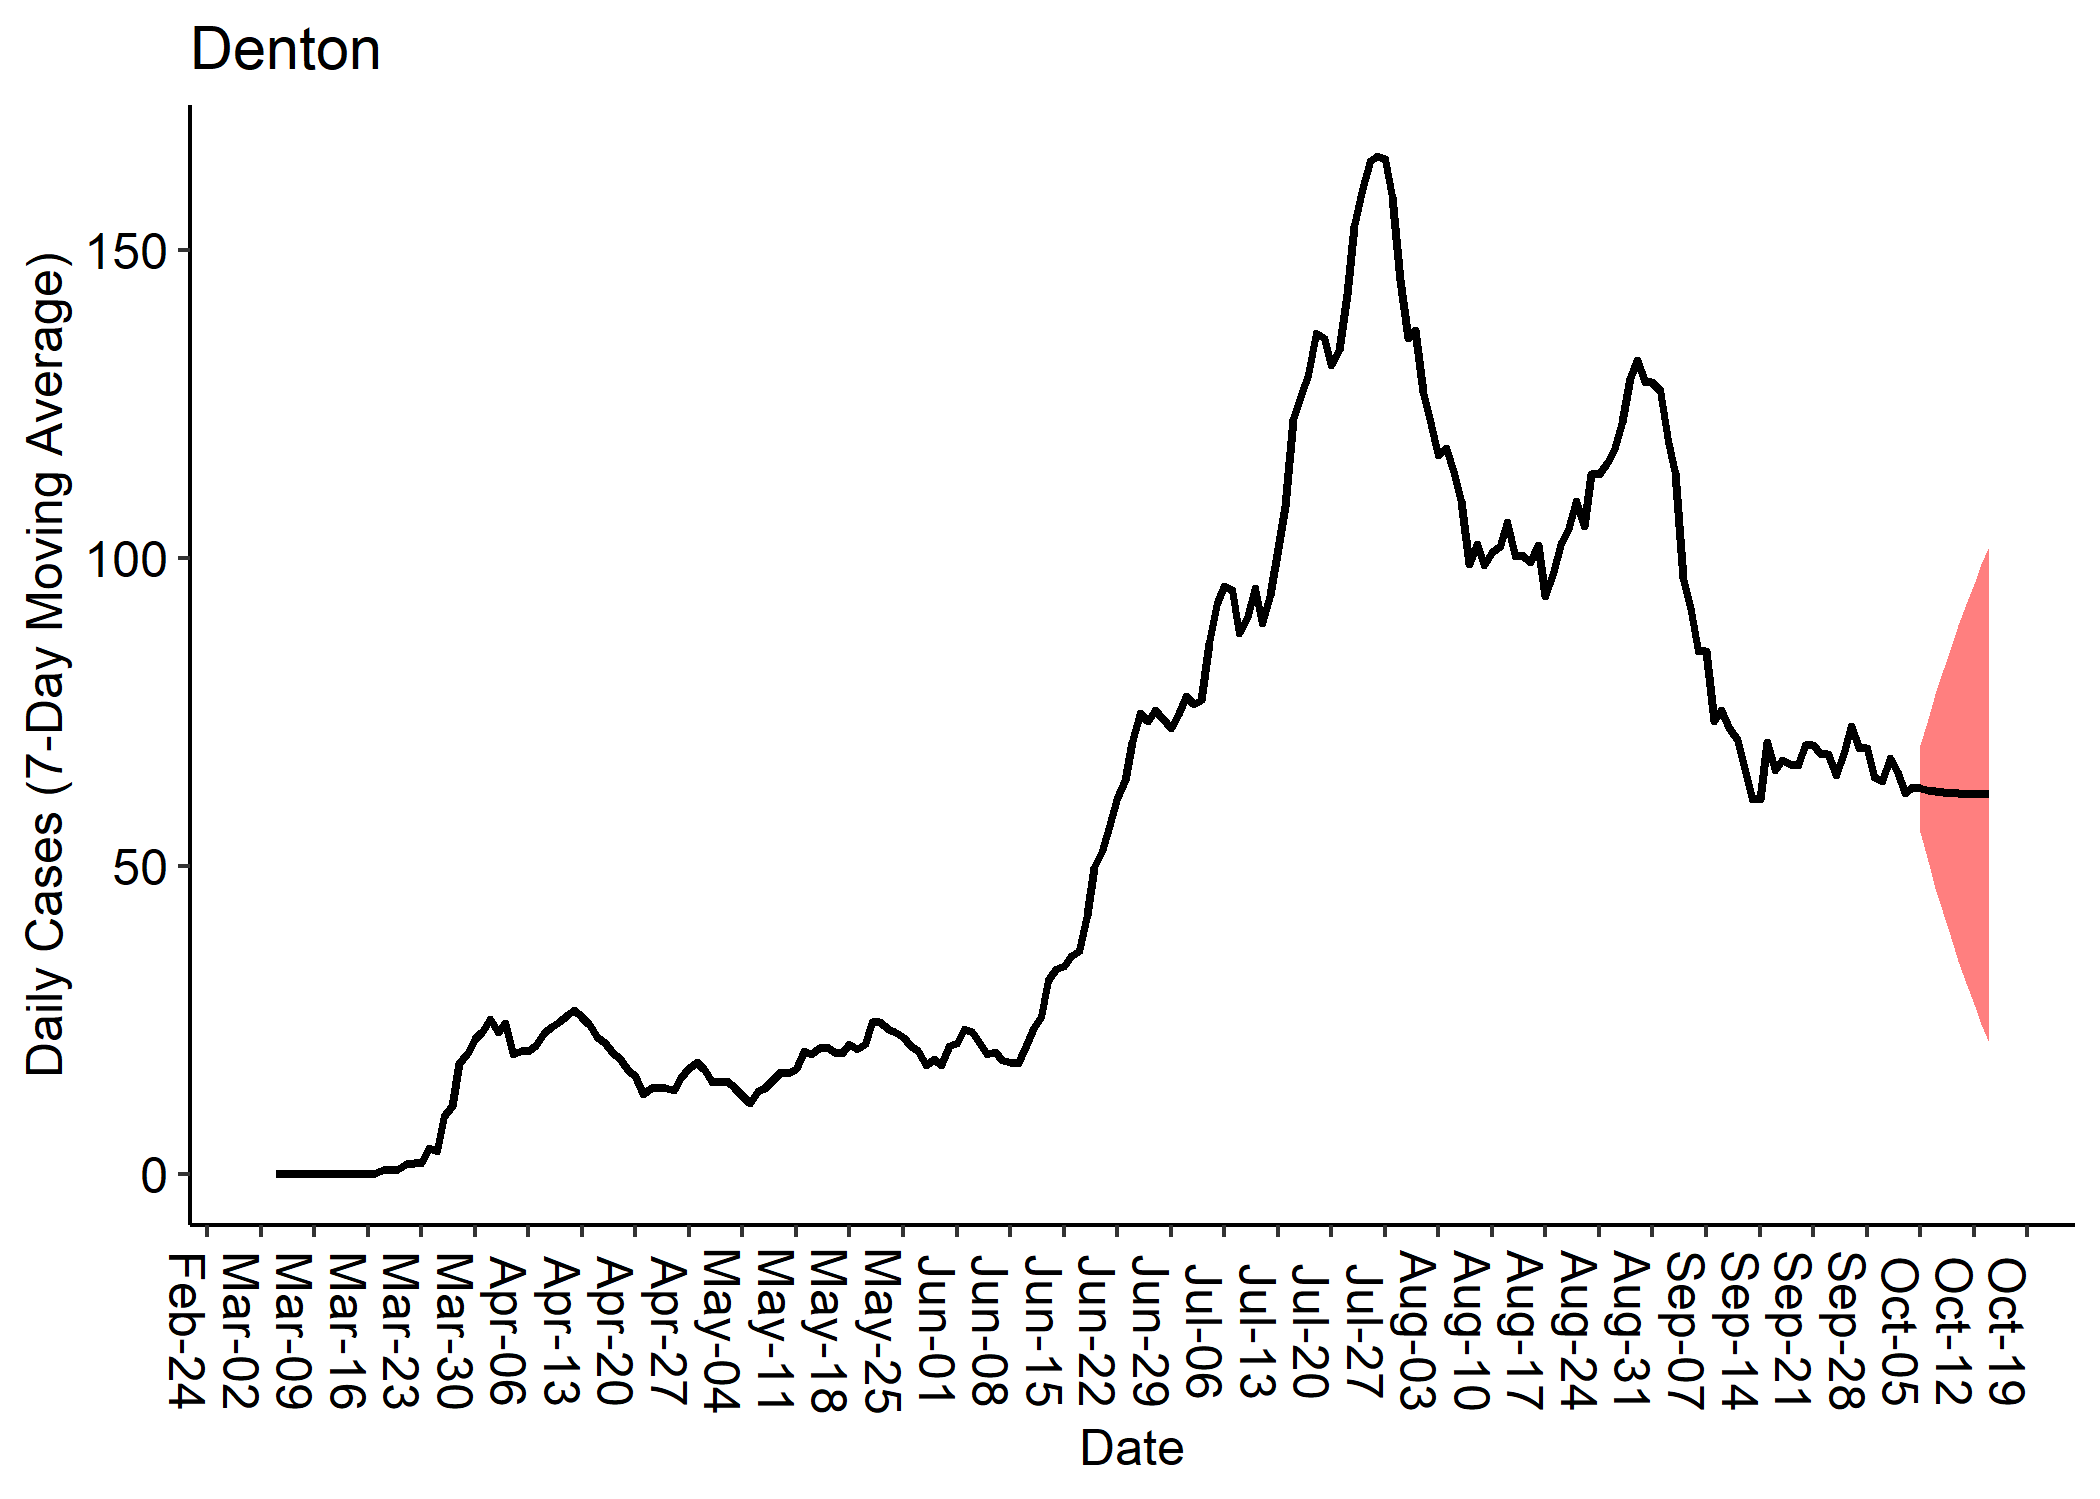 Denton
Daily Cases (7-Day Moving Average)
150
100
50
0
Feb-24
Mar-02
Mar-09
Mar-16
Mar-23
Mar-30
Apr-06
Apr-13
Apr-20
Apr-27
May-04
May-11
May-18
May-25
Jun-01
Jun-08
Jun-15
Jun-22
Jun-29
Jul-06
Jul-13
Jul-20
Jul-27
Aug-03
Aug-10
Aug-17
Aug-24
Aug-31
Sep-07
Sep-14
Sep-21
Sep-28
Oct-05
Oct-12
Oct-19
Date